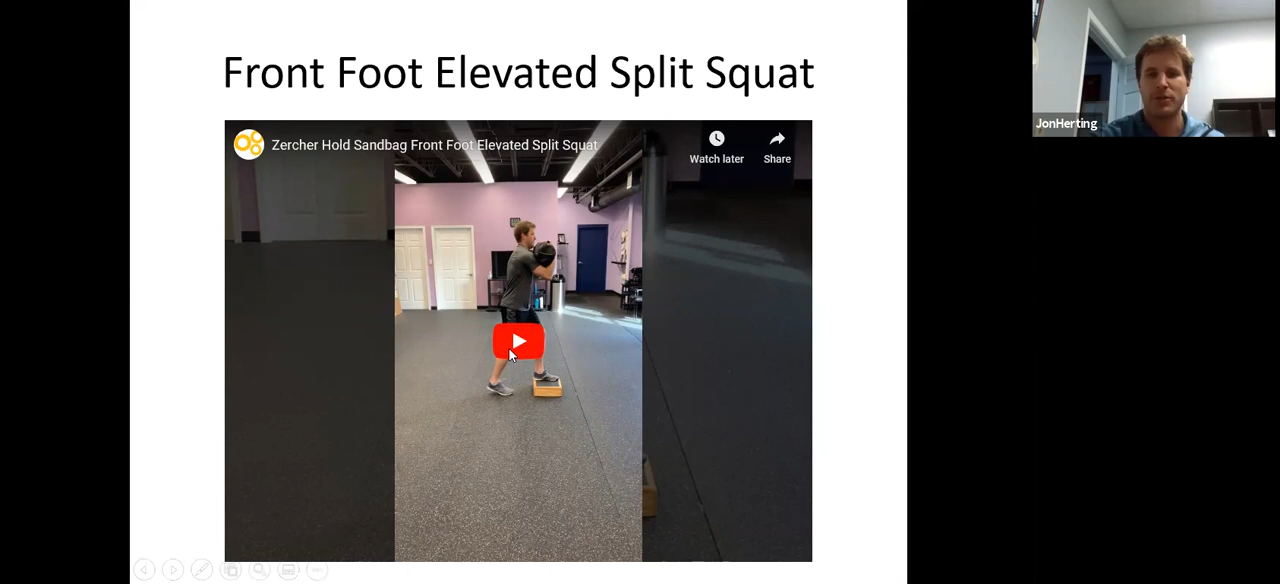 Front Foot Elevated Split Squat
Zercher Hold Sandbag Front Foot Elevated Split Squat
Watch later
Share
JonHerting